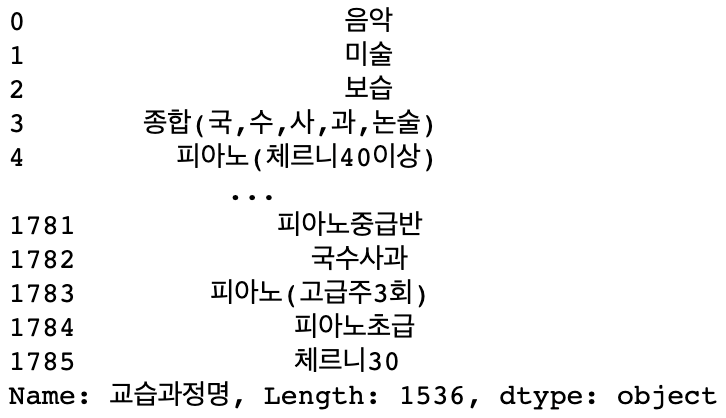 0 음악
1 미술
2 보습
3 종합(국,수,사,과,논술)
4 피아노(체르니40이상)
...
1781 피아노중급반
1782 국수사과
1783 피아노(고급주3회)
1784 피아노초급
1785 체르니30
Name: 교습과정명, Length: 1536, dtype: object